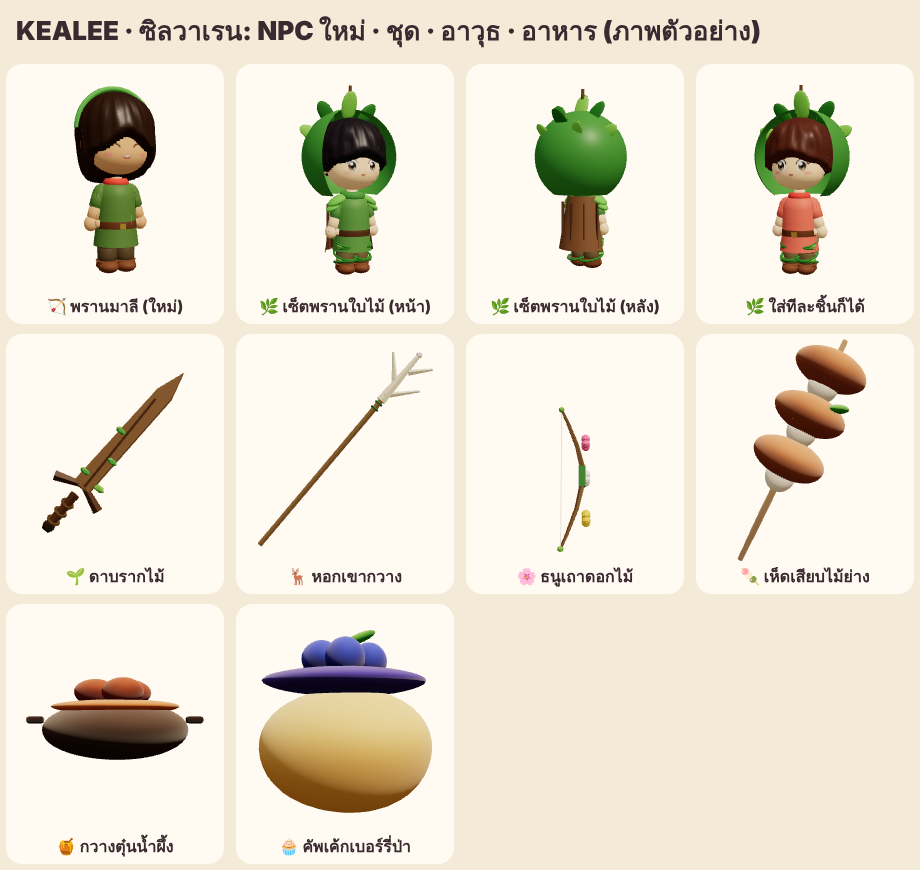 KEALEE · ซิลวาเรน: NPC ใหม่ · ชุด · อาวุธ · อาหาร (ภาพตัวอย่าง)
🏹 พรานมาลี (ใหม่)
🌿 เซ็ตพรานใบไม้ (หน้า)
🌿 เซ็ตพรานใบไม้ (หลัง)
🌿 ใส่ทีละชิ้นก็ได้
🌱 ดาบรากไม้
🦌 หอกเขากวาง
🌸 ธนูเถาดอกไม้
🍡 เห็ดเสียบไม้ย่าง
🍯 กวางตุ๋นน้ำผึ้ง
🧁 คัพเค้กเบอร์รี่ป่า